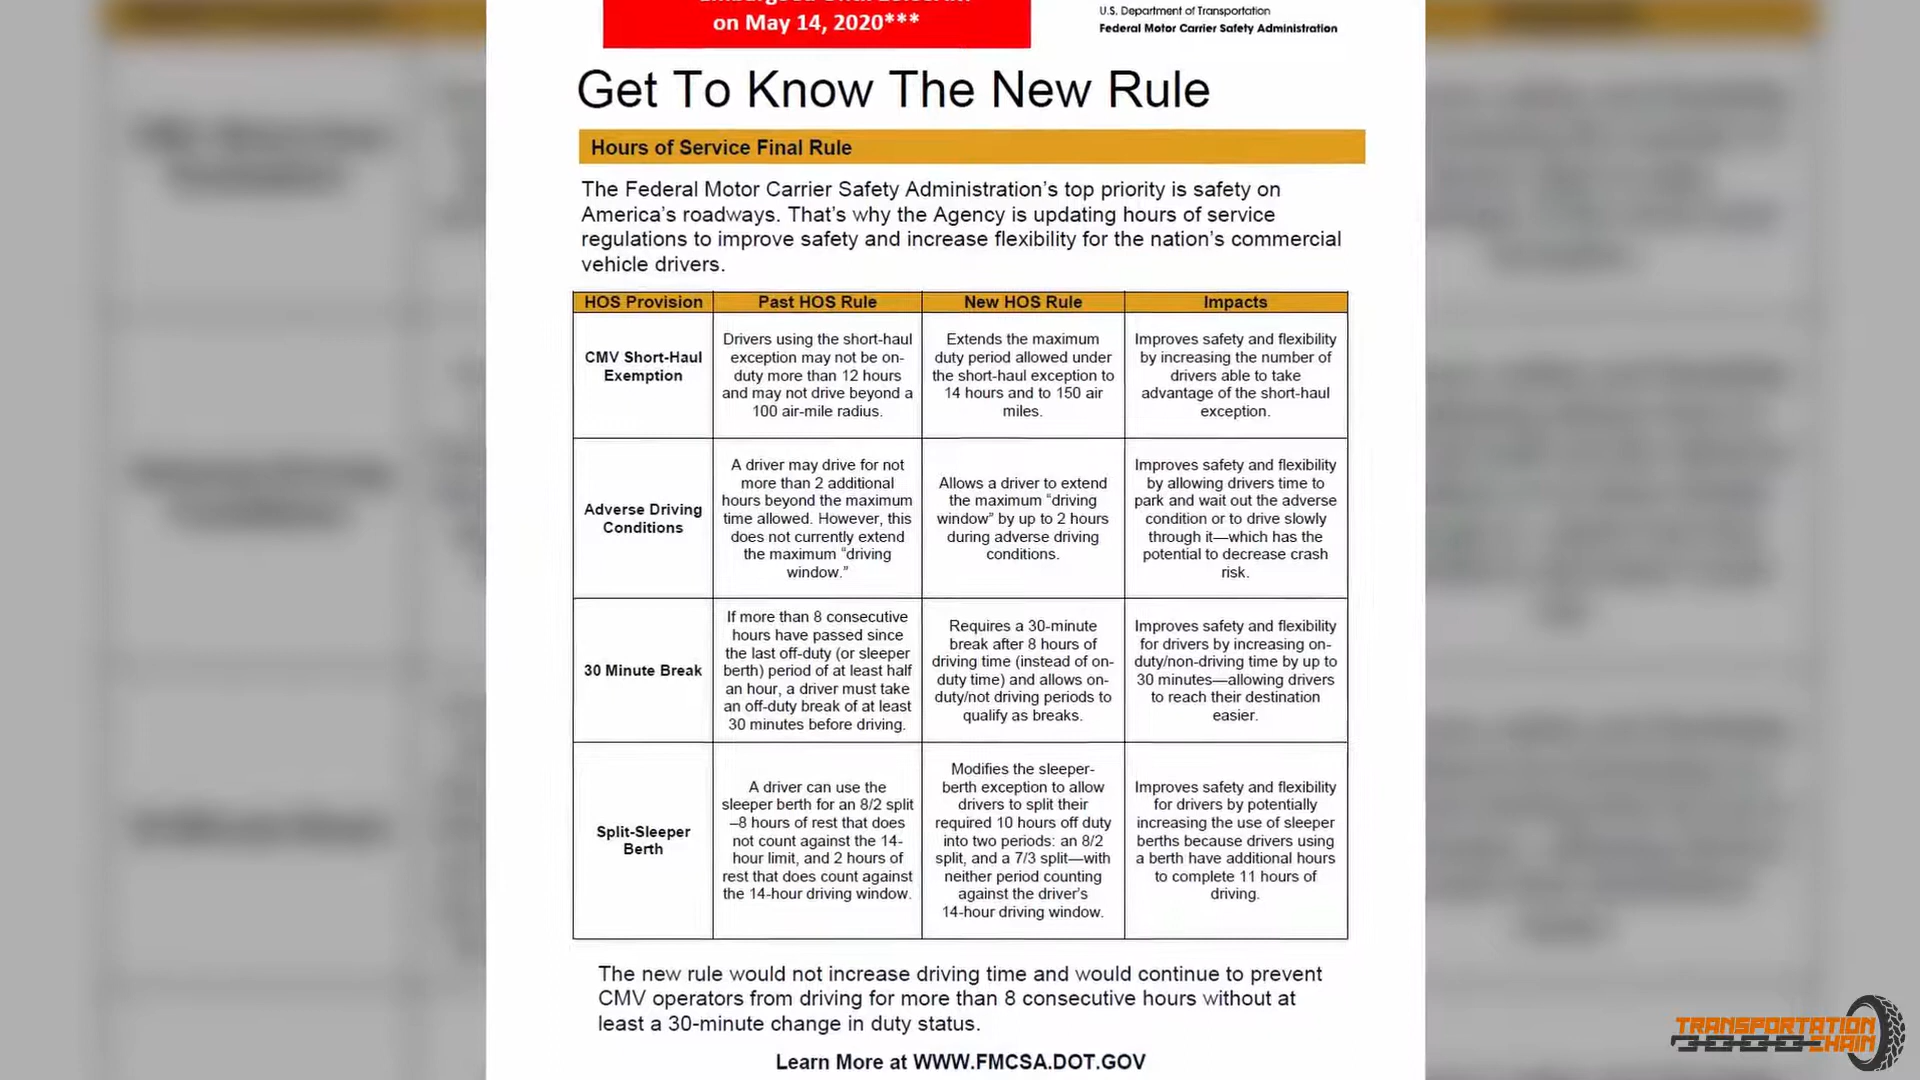 on May 14, 2020***
U.S. Department of Transportation
Federal Motor Carrier Safety Administration
Get To Know The New Rule
Hours of Service Final Rule
The Federal Motor Carrier Safety Administration's top priority is safety on
America's roadways. That's why the Agency is updating hours of service
regulations to improve safety and increase flexibility for the nation's commercial
vehicle drivers.
HOS Provision
Past HOS Rule
New HOS Rule
Impacts
CMV Short-Haul
Exemption
Drivers using the short-haul
exception may not be on-
duty more than 12 hours
and may not drive beyond a
100 air-mile radius.
Extends the maximum
duty period allowed under
the short-haul exception to
14 hours and to 150 air
miles.
Improves safety and flexibility
by increasing the number of
drivers able to take
advantage of the short-haul
exception.
Adverse Driving
Conditions
A driver may drive for not
more than 2 additional
hours beyond the maximum
time allowed. However, this
does not currently extend
the maximum “driving
window.”
Allows a driver to extend
the maximum “driving
window” by up to 2 hours
during adverse driving
conditions.
Improves safety and flexibility
by allowing drivers time to
park and wait out the adverse
condition or to drive slowly
through it—which has the
potential to decrease crash
risk.
30 Minute Break
If more than 8 consecutive
hours have passed since
the last off-duty (or sleeper
berth) period of at least half
an hour, a driver must take
an off-duty break of at least
30 minutes before driving.
Requires a 30-minute
break after 8 hours of
driving time (instead of on-
duty time) and allows on-
duty/not driving periods to
qualify as breaks.
Improves safety and flexibility
for drivers by increasing on-
duty/non-driving time by up to
30 minutes—allowing drivers
to reach their destination
easier.
Split-Sleeper
Berth
A driver can use the
sleeper berth for an 8/2 split
–8 hours of rest that does
not count against the 14-
hour limit, and 2 hours of
rest that does count against
the 14-hour driving window.
Modifies the sleeper-
berth exception to allow
drivers to split their
required 10 hours off duty
into two periods: an 8/2
split, and a 7/3 split—with
neither period counting
against the driver's
14-hour driving window.
Improves safety and flexibility
for drivers by potentially
increasing the use of sleeper
berths because drivers using
a berth have additional hours
to complete 11 hours of
driving.
The new rule would not increase driving time and would continue to prevent
CMV operators from driving for more than 8 consecutive hours without at
least a 30-minute change in duty status.
Learn More at WWW.FMCSA.DOT.GOV
TRANSPORTATION
CHAIN